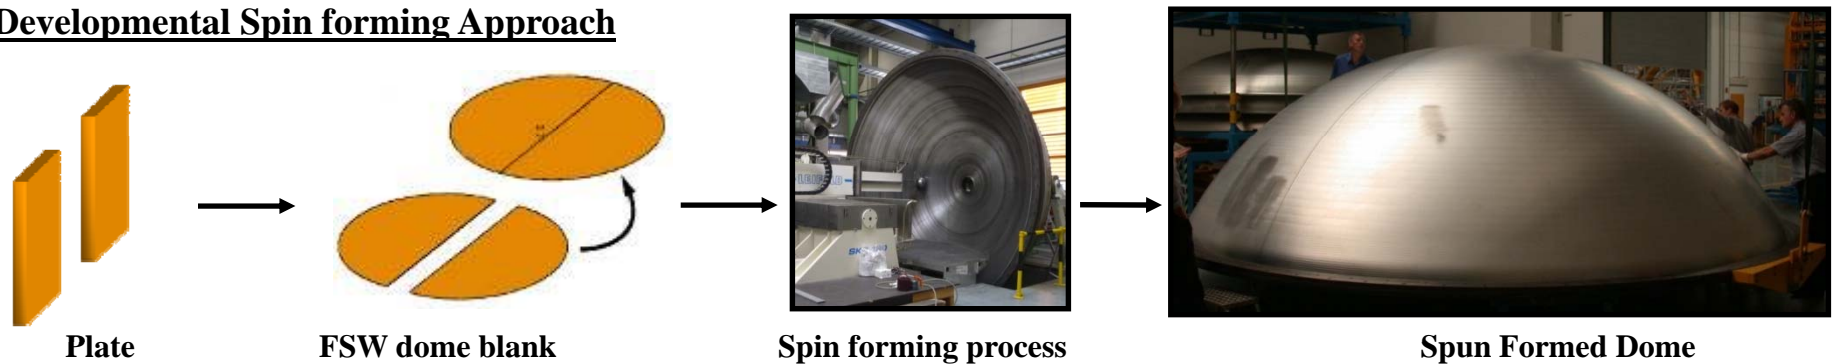 Developmental Spin forming Approach
Plate
FSW dome blank
Spin forming process
Spun Formed Dome